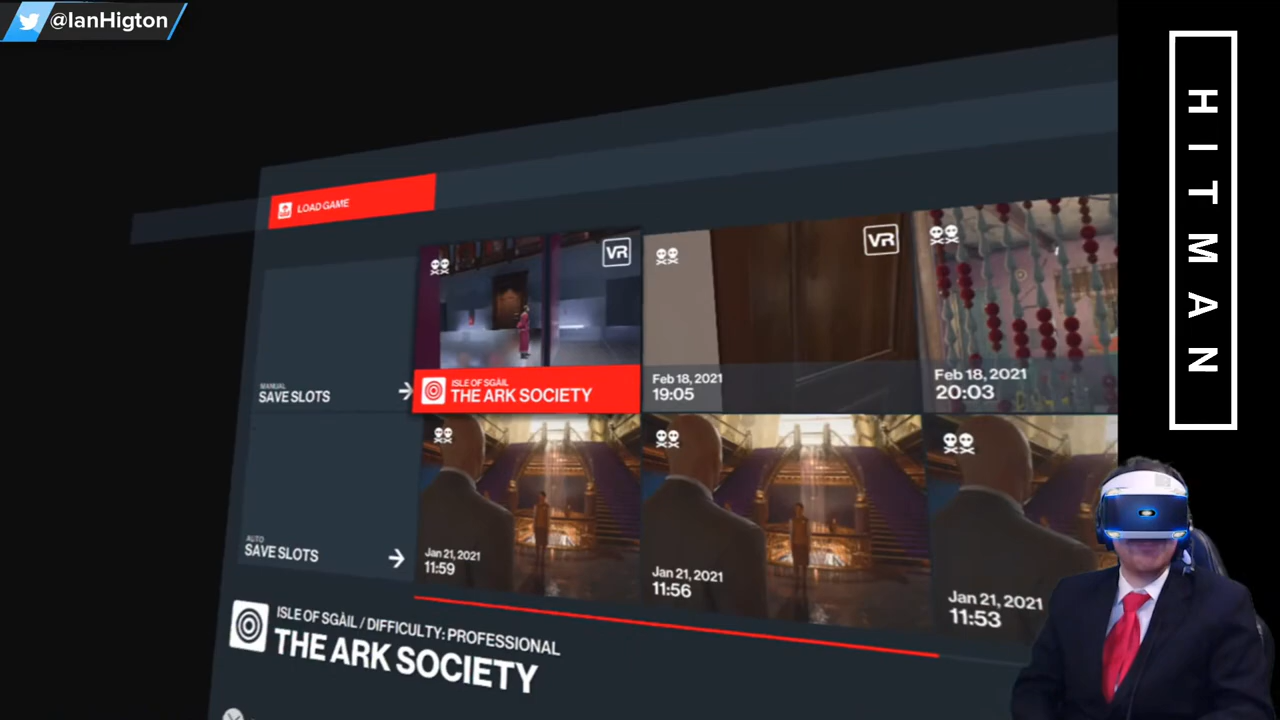 @IanHigton
HITMAN
LOAD GAME
VR
VR
MANUAL
SAVE SLOTS
ISLE OF SGÀIL
THE ARK SOCIETY
Feb 18, 2021
19:05
Feb 18, 2021
20:03
AUTO
SAVE SLOTS
Jan 21, 2021
11:59
Jan 21, 2021
11:56
Jan 21, 2021
11:53
ISLE OF SGÀIL / DIFFICULTY: PROFESSIONAL
THE ARK SOCIETY